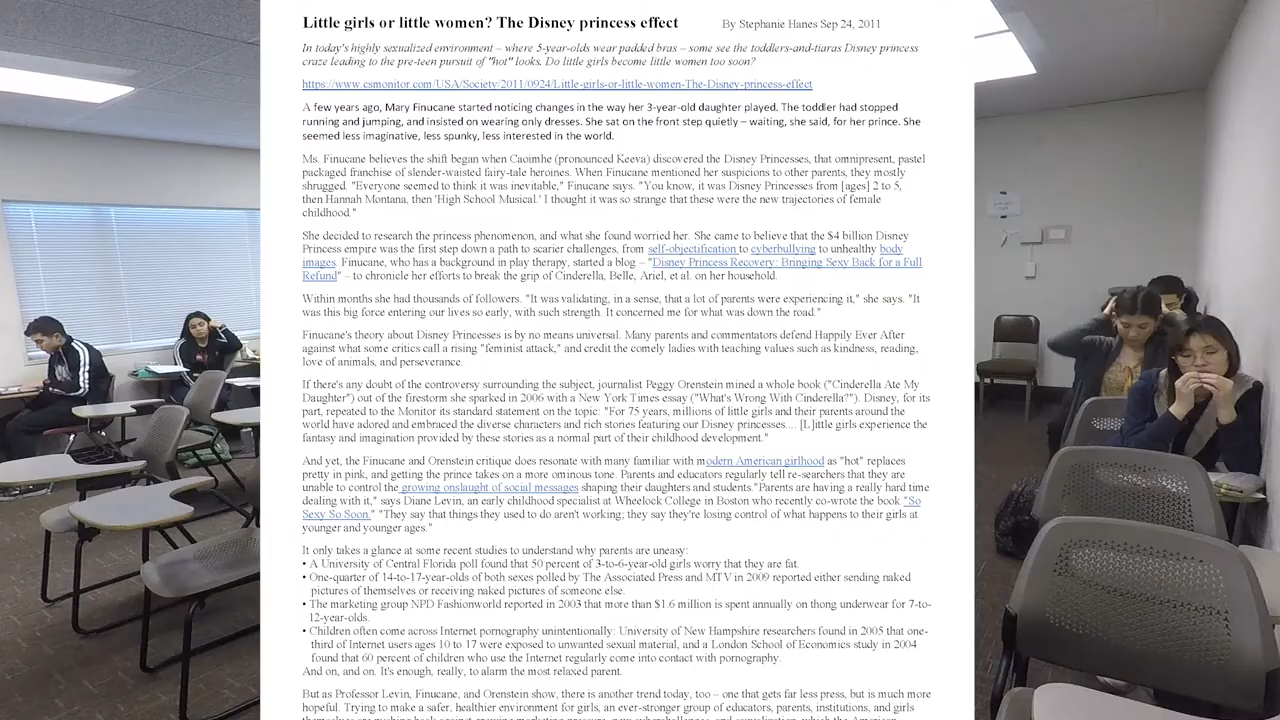 Little girls or little women? The Disney princess effect By Stephanie Hanes Sep 24, 2011
In today's highly sexualized environment – where 5-year-olds wear padded bras – some see the toddlers-and-tiaras Disney princess
craze leading to the pre-teen pursuit of "hot" looks. Do little girls become little women too soon?
https://www.csmonitor.com/USA/Society/2011/0924/Little-girls-or-little-women-The-Disney-princess-effect
A few years ago, Mary Finucane started noticing changes in the way her 3-year-old daughter played. The toddler had stopped
running and jumping, and insisted on wearing only dresses. She sat on the front step quietly – waiting, she said, for her prince. She
seemed less imaginative, less spunky, less interested in the world.
Ms. Finucane believes the shift began when Caoimhe (pronounced Keeva) discovered the Disney Princesses, that omnipresent, pastel
packaged franchise of slender-waisted fairy-tale heroines. When Finucane mentioned her suspicions to other parents, they mostly
shrugged. "Everyone seemed to think it was inevitable," Finucane says. "You know, it was Disney Princesses from [ages] 2 to 5,
then Hannah Montana, then 'High School Musical.' I thought it was so strange that these were the new trajectories of female
childhood."
She decided to research the princess phenomenon, and what she found worried her. She came to believe that the $4 billion Disney
Princess empire was the first step down a path to scarier challenges, from self-objectification to cyberbullying to unhealthy body
images. Finucane, who has a background in play therapy, started a blog – "Disney Princess Recovery: Bringing Sexy Back for a Full
Refund" – to chronicle her efforts to break the grip of Cinderella, Belle, Ariel, et al. on her household.
Within months she had thousands of followers. "It was validating, in a sense, that a lot of parents were experiencing it," she says. "It
was this big force entering our lives so early, with such strength. It concerned me for what was down the road."
Finucane's theory about Disney Princesses is by no means universal. Many parents and commentators defend Happily Ever After
against what some critics call a rising "feminist attack," and credit the comely ladies with teaching values such as kindness, reading,
love of animals, and perseverance.
If there's any doubt of the controversy surrounding the subject, journalist Peggy Orenstein mined a whole book ("Cinderella Ate My
Daughter") out of the firestorm she sparked in 2006 with a New York Times essay ("What's Wrong With Cinderella?"). Disney, for its
part, repeated to the Monitor its standard statement on the topic: "For 75 years, millions of little girls and their parents around the
world have adored and embraced the diverse characters and rich stories featuring our Disney princesses.... [L]ittle girls experience the
fantasy and imagination provided by these stories as a normal part of their childhood development."
And yet, the Finucane and Orenstein critique does resonate with many familiar with modern American girlhood as "hot" replaces
pretty in pink, and getting the prince takes on a more ominous tone. Parents and educators regularly tell re-searchers that they are
unable to control the growing onslaught of social messages shaping their daughters and students."Parents are having a really hard time
dealing with it," says Diane Levin, an early childhood specialist at Wheelock College in Boston who recently co-wrote the book "So
Sexy So Soon." "They say that things they used to do aren't working; they say they're losing control of what happens to their girls at
younger and younger ages."
It only takes a glance at some recent studies to understand why parents are uneasy:
• A University of Central Florida poll found that 50 percent of 3-to-6-year-old girls worry that they are fat.
• One-quarter of 14-to-17-year-olds of both sexes polled by The Associated Press and MTV in 2009 reported either sending naked
pictures of themselves or receiving naked pictures of someone else.
• The marketing group NPD Fashionworld reported in 2003 that more than $1.6 million is spent annually on thong underwear for 7-to-
12-year-olds.
• Children often come across Internet pornography unintentionally: University of New Hampshire researchers found in 2005 that one-
third of Internet users ages 10 to 17 were exposed to unwanted sexual material, and a London School of Economics study in 2004
found that 60 percent of children who use the Internet regularly come into contact with pornography.
And on, and on. It's enough, really, to alarm the most relaxed parent.
But as Professor Levin, Finucane, and Orenstein show, there is another trend today, too – one that gets far less press, but is much more
hopeful. Trying to make a safer, healthier environment for girls, an ever-stronger group of educators, parents, institutions, and girls